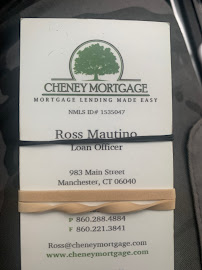 CHENEY MORTGAGE
MORTGAGE LENDING MADE EASY
NMLS ID# 1535047
Ross Mautino
Loan Officer
983 Main Street
Manchester, CT 06040
P 860.288.4884
F 860.221.3841
Ross@cheneymortgage.com
www.cheneymortgage.com